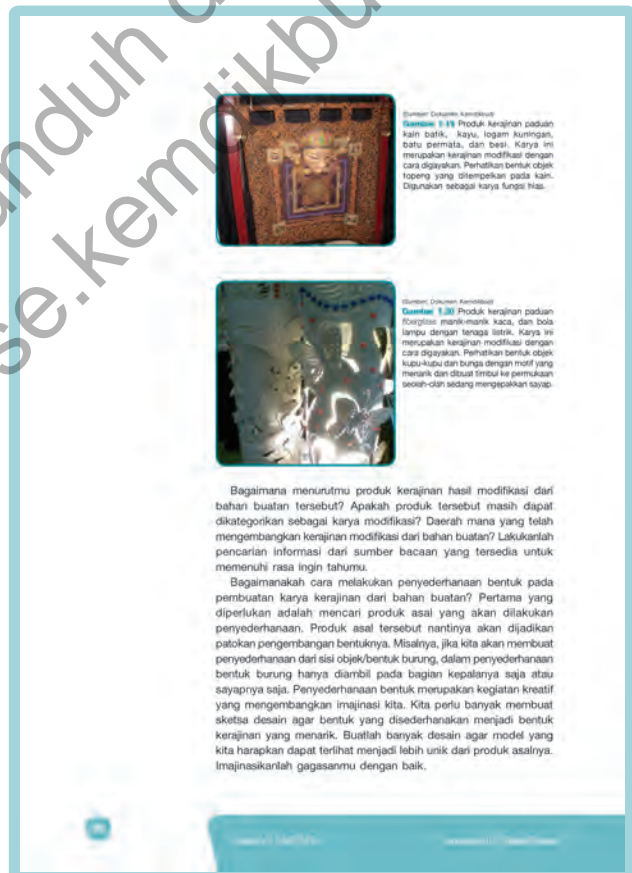 (Sumber: Dokumen Kemdikbud)
Gambar 1.19 Produk kerajinan paduan
kain batik, kayu, logam kuningan,
batu permata, dan besi. Karya ini
merupakan kerajinan modifikasi dengan
cara digayakan. Perhatikan bentuk objek
topeng yang ditempelkan pada kain.
Digunakan sebagai karya fungsi hias.
(Sumber: Dokumen Kemdikbud)
Gambar 1.20 Produk kerajinan paduan
fiberglass manik-manik kaca, dan bola
lampu dengan tenaga listrik. Karya ini
merupakan kerajinan modifikasi dengan
cara digayakan. Perhatikan bentuk objek
kupu-kupu dan bunga dengan motif yang
menarik dan dibuat timbul ke permukaan
seolah-olah sedang mengepakkan sayap.
Bagaimana menurutmu produk kerajinan hasil modifikasi dari
bahan buatan tersebut? Apakah produk tersebut masih dapat
dikategorikan sebagai karya modifikasi? Daerah mana yang telah
mengembangkan kerajinan modifikasi dari bahan buatan? Lakukanlah
pencarian informasi dari sumber bacaan yang tersedia untuk
memenuhi rasa ingin tahumu.
Bagaimanakah cara melakukan penyederhanaan bentuk pada
pembuatan karya kerajinan dari bahan buatan? Pertama yang
diperlukan adalah mencari produk asal yang akan dilakukan
penyederhanaan. Produk asal tersebut nantinya akan dijadikan
patokan pengembangan bentuknya. Misalnya, jika kita akan membuat
penyederhanaan dari sisi objek/bentuk burung, dalam penyederhanaan
bentuk burung hanya diambil pada bagian kepalanya saja atau
sayapnya saja. Penyederhanaan bentuk merupakan kegiatan kreatif
yang mengembangkan imajinasi kita. Kita perlu banyak membuat
sketsa desain agar bentuk yang disederhanakan menjadi bentuk
kerajinan yang menarik. Buatlah banyak desain agar model yang
kita harapkan dapat terlihat menjadi lebih unik dari produk asalnya.
Imajinasikanlah gagasanmu dengan baik.
nduh d
se.kemdikbu